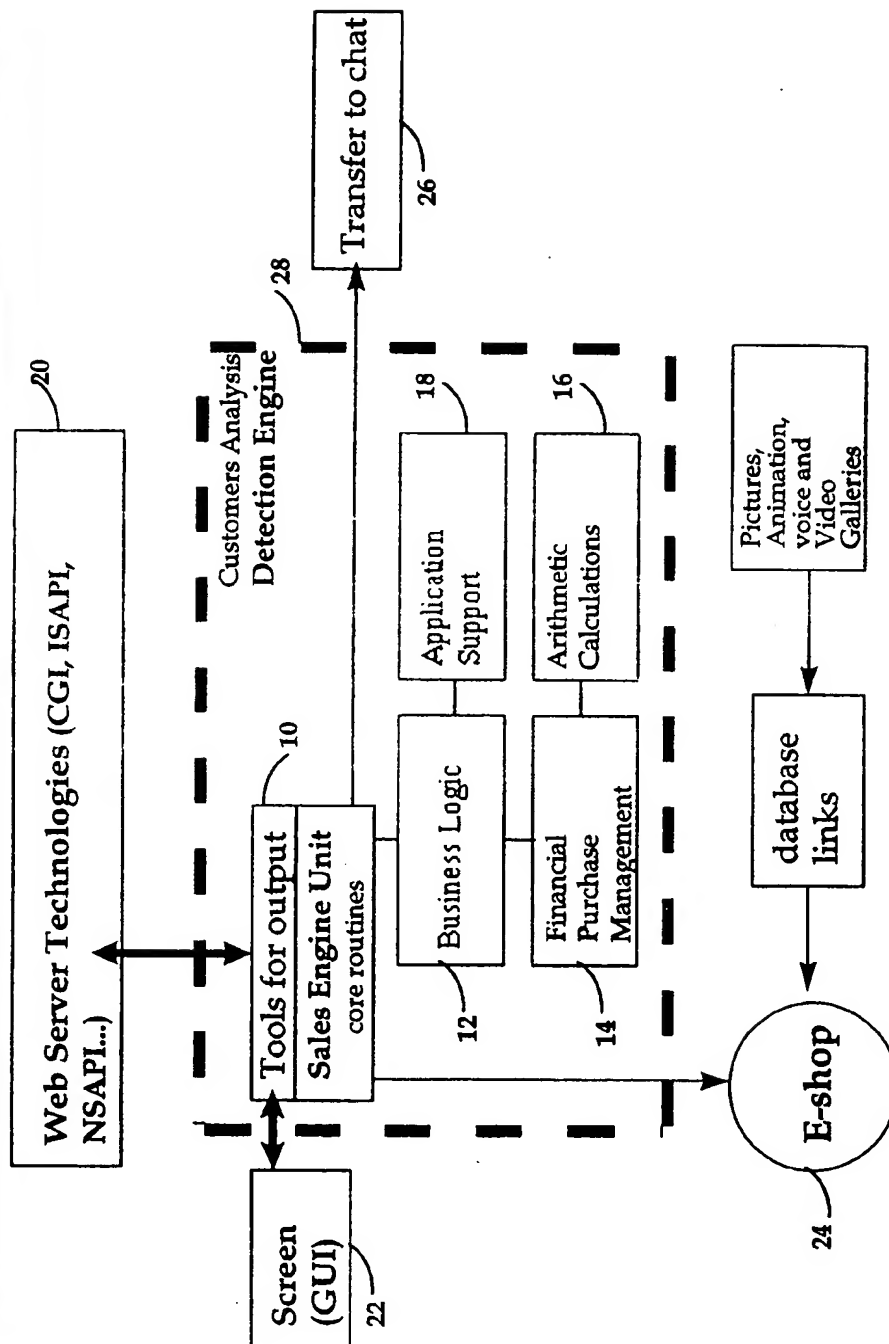 Web Server Technologies (CGI, ISAPI,
NSAPI...)
20
Customers Analysis
Detection Engine
28
Screen
(GUI)
22
Tools for output
10
Sales Engine Unit
core routines
Transfer to chat
26
Business Logic
12
Application
Support
18
Financial
Purchase
Management
14
Arithmetic
Calculations
16
E-shop
24
database
links
Pictures,
Animation,
voice and
Video
Galleries